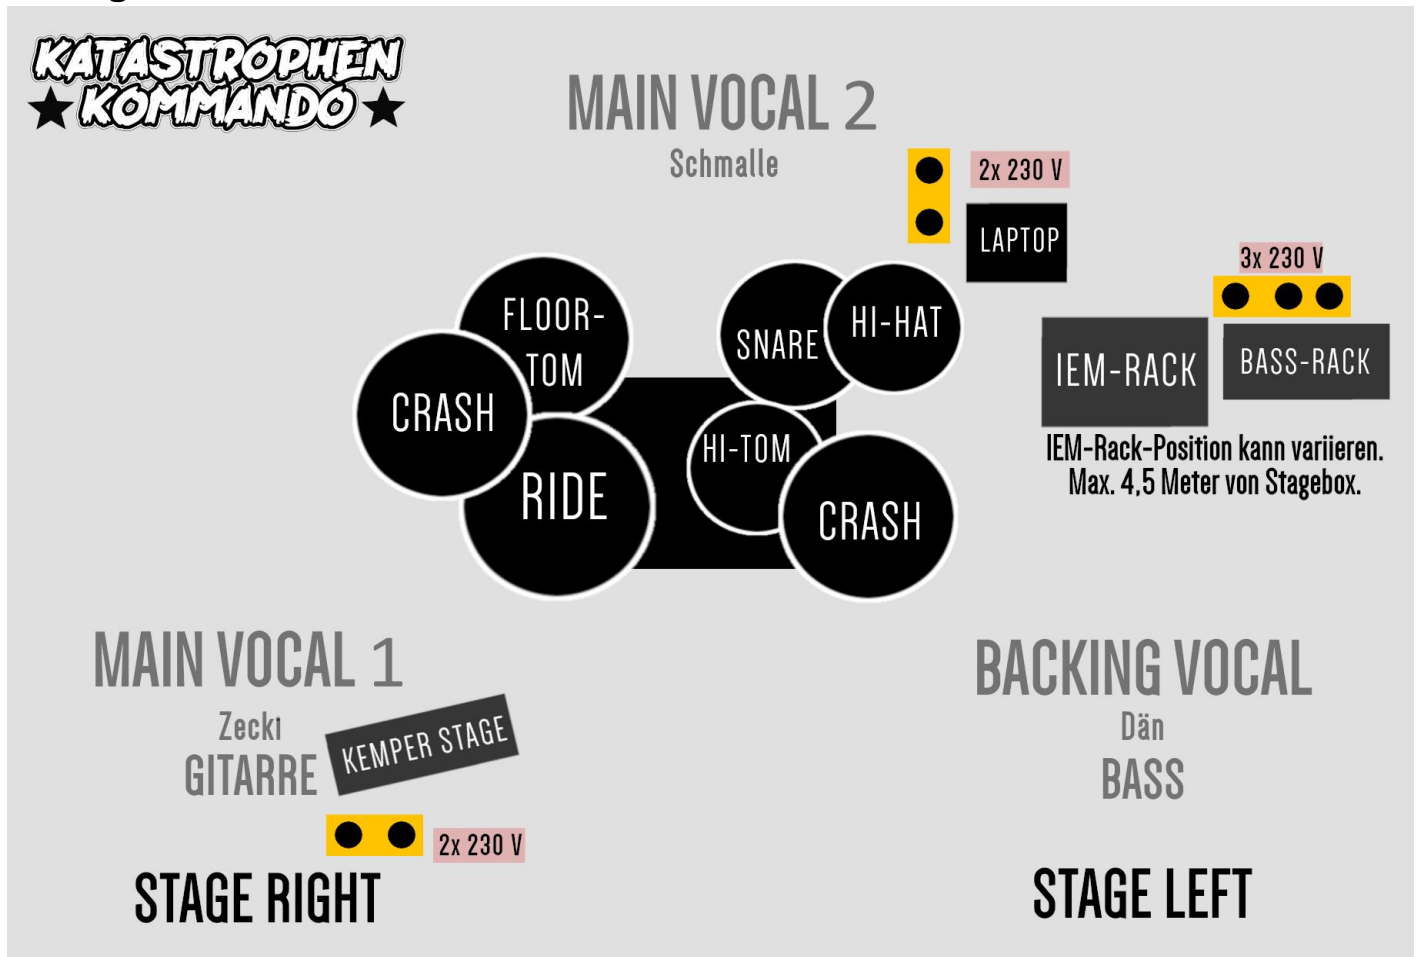 KATASTROPHEN
KOMMANDO
MAIN VOCAL 2
Schmalle
2x 230 V
LAPTOP
3x 230 V
FLOOR-
TOM
SNARE
HI-HAT
IEM-RACK
BASS-RACK
CRASH
RIDE
HI-TOM
CRASH
IEM-Rack-Position kann variieren.
Max. 4,5 Meter von Stagebox.
MAIN VOCAL 1
Zeckt
GITARRE
KEMPER STAGE
2x 230 V
BACKING VOCAL
Dän
BASS
STAGE RIGHT
STAGE LEFT